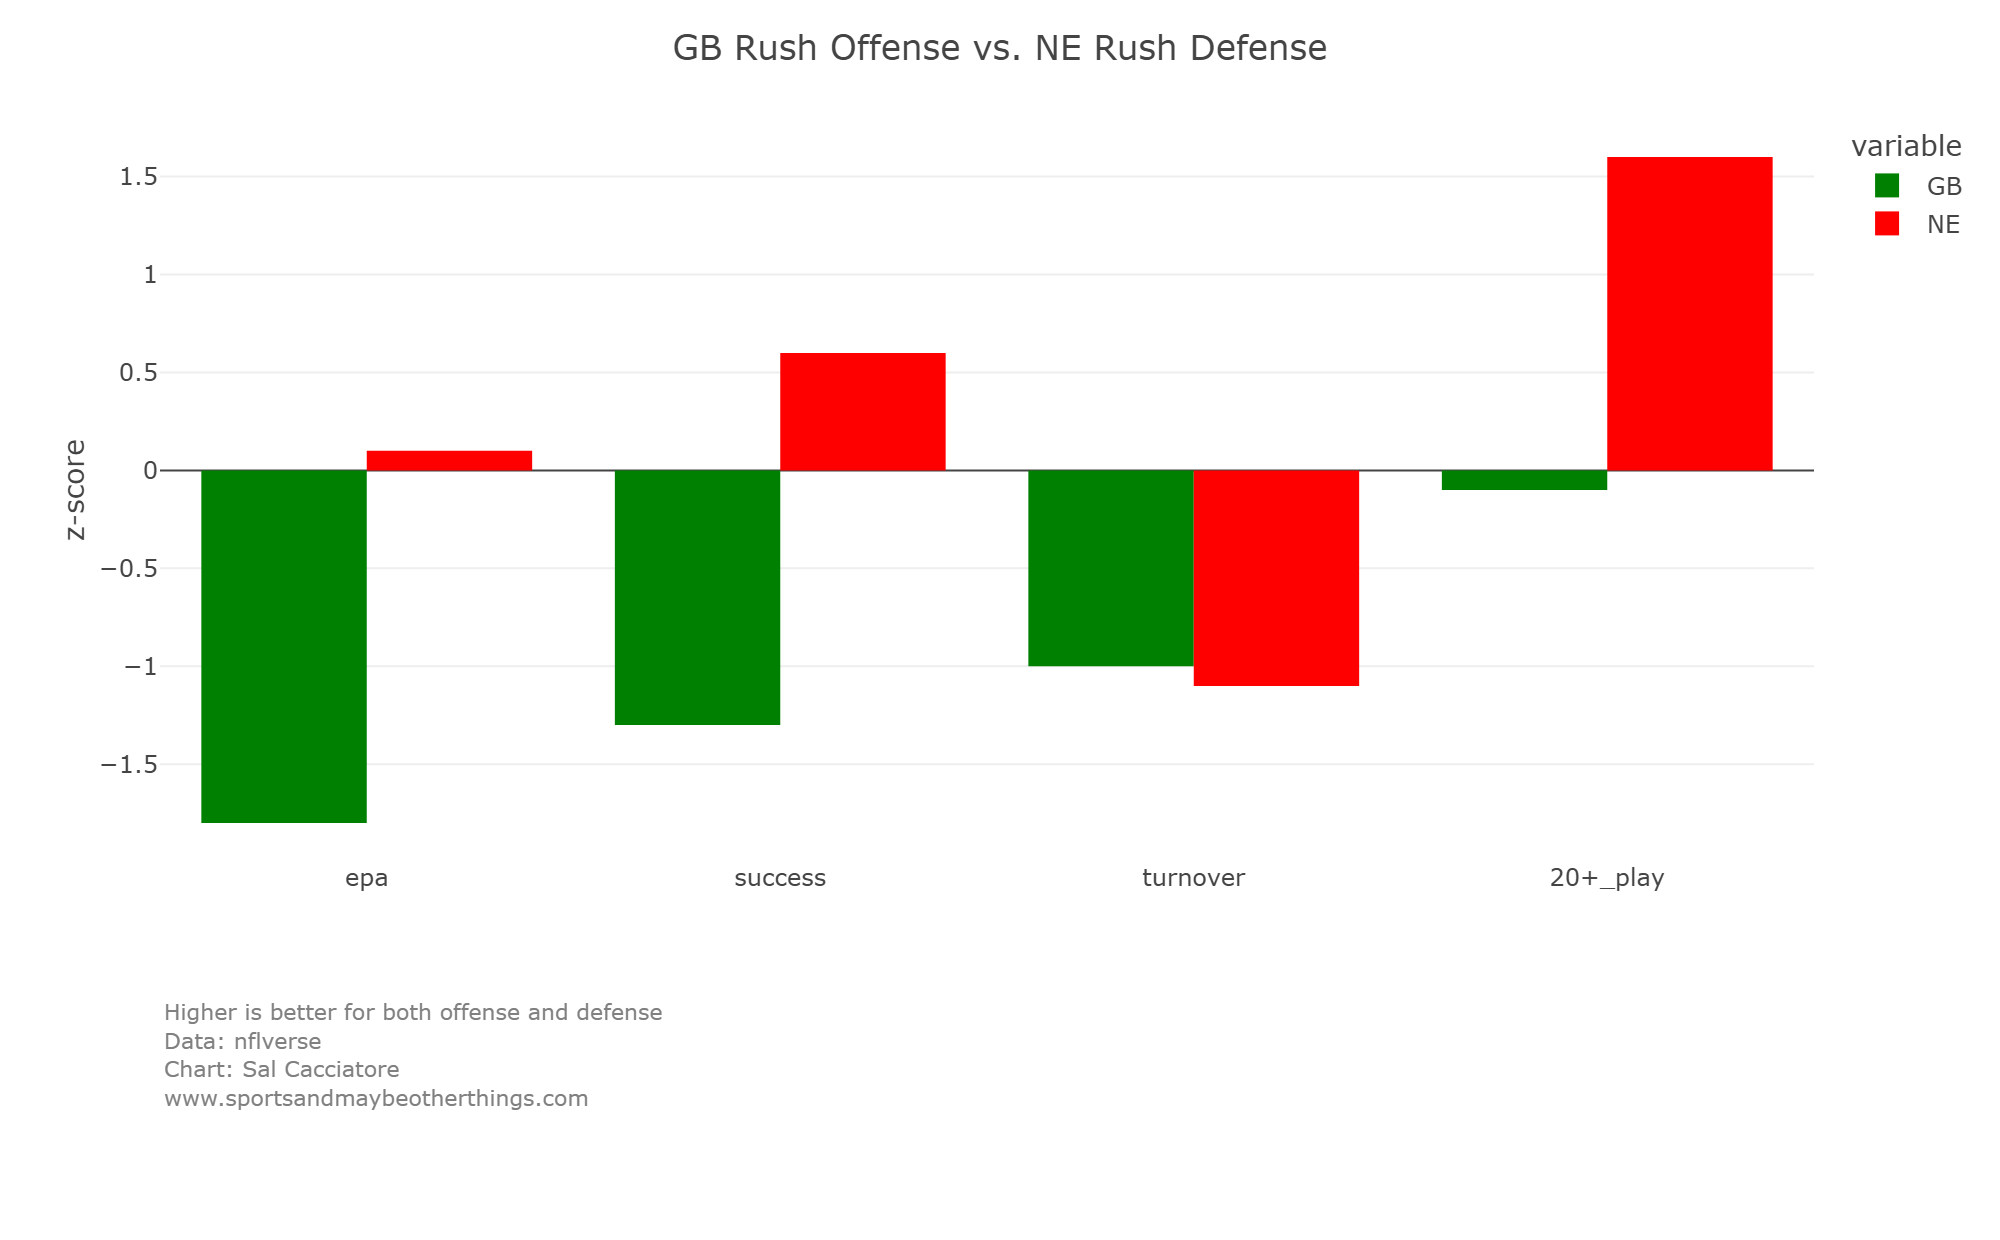 GB Rush Offense vs. NE Rush Defense
variable
GB
NE
1.5
1
0.5
0
−0.5
−1
−1.5
z-score
epa
success
turnover
20+_play
Higher is better for both offense and defense
Data: nflverse
Chart: Sal Cacciatore
www.sportsandmaybeotherthings.com